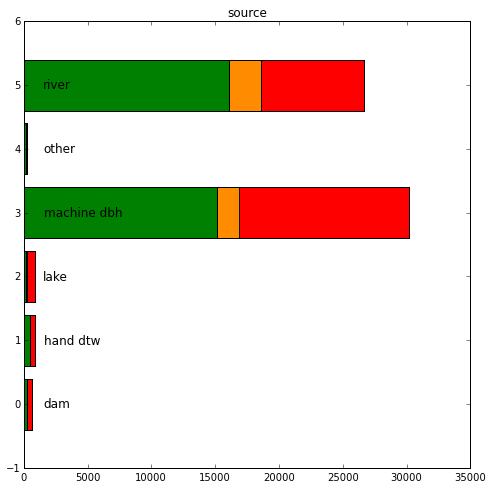 source
6
5
river
4
other
3
machine dbh
2
lake
1
hand dtw
0
dam
−1
0 5000 10000 15000 20000 25000 30000 35000